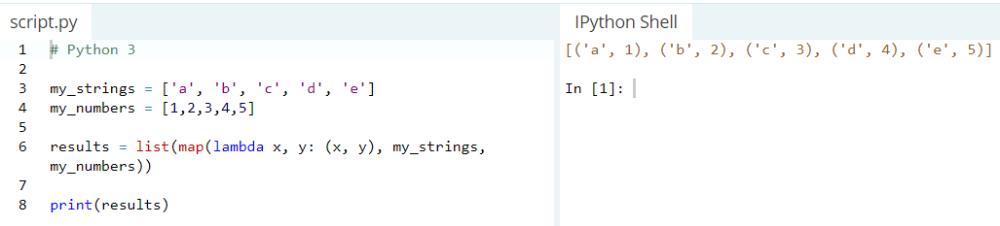 script.py
1 # Python 3
2
3 my_strings = ['a', 'b', 'c', 'd', 'e']
4 my_numbers = [1,2,3,4,5]
5
6 results = list(map(lambda x, y: (x, y), my_strings,
my_numbers))
7
8 print(results)
IPython Shell
[('a', 1), ('b', 2), ('c', 3), ('d', 4), ('e', 5)]
In [1]: